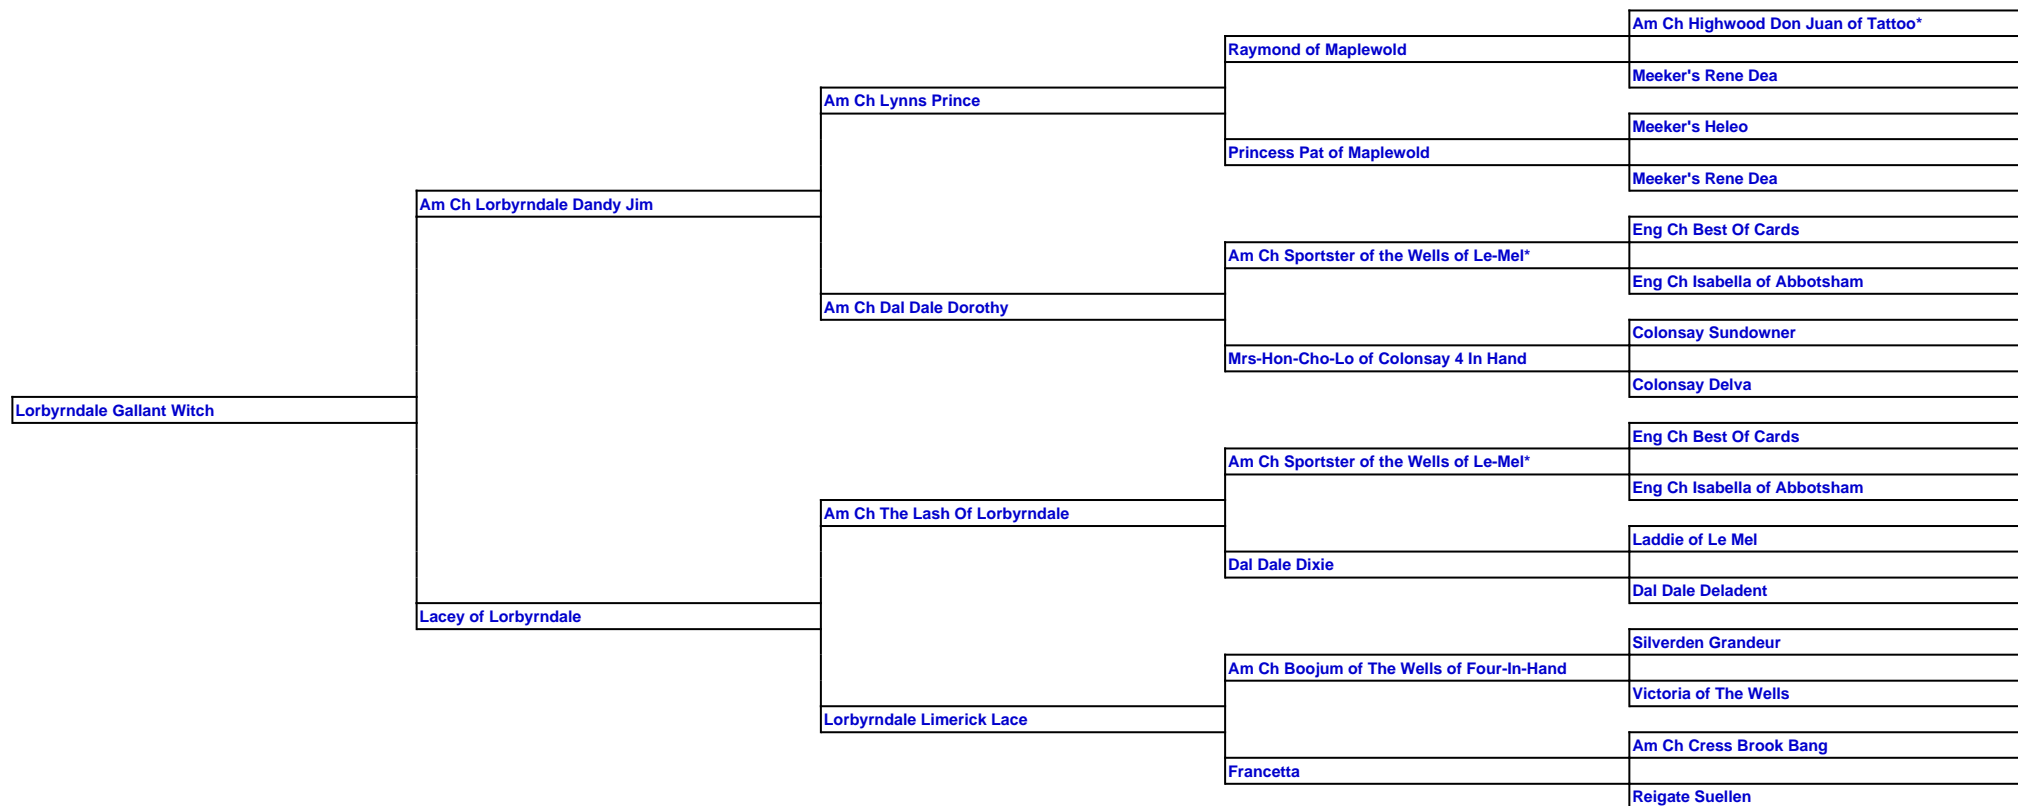 Am Ch Highwood Don Juan of Tattoo*
Raymond of Maplewold
Meeker's Rene Dea
Am Ch Lynns Prince
Meeker's Heleo
Princess Pat of Maplewold
Meeker's Rene Dea
Am Ch Lorbyrndale Dandy Jim
Eng Ch Best Of Cards
Am Ch Sportster of the Wells of Le-Mel*
Eng Ch Isabella of Abbotsham
Am Ch Dal Dale Dorothy
Colonsay Sundowner
Mrs-Hon-Cho-Lo of Colonsay 4 In Hand
Colonsay Delva
Lorbyrndale Gallant Witch
Eng Ch Best Of Cards
Am Ch Sportster of the Wells of Le-Mel*
Eng Ch Isabella of Abbotsham
Am Ch The Lash Of Lorbyrndale
Laddie of Le Mel
Dal Dale Dixie
Dal Dale Deladent
Lacey of Lorbyrndale
Silverden Grandeur
Am Ch Boojum of The Wells of Four-In-Hand
Victoria of The Wells
Lorbyrndale Limerick Lace
Am Ch Cress Brook Bang
Francetta
Reigate Suellen